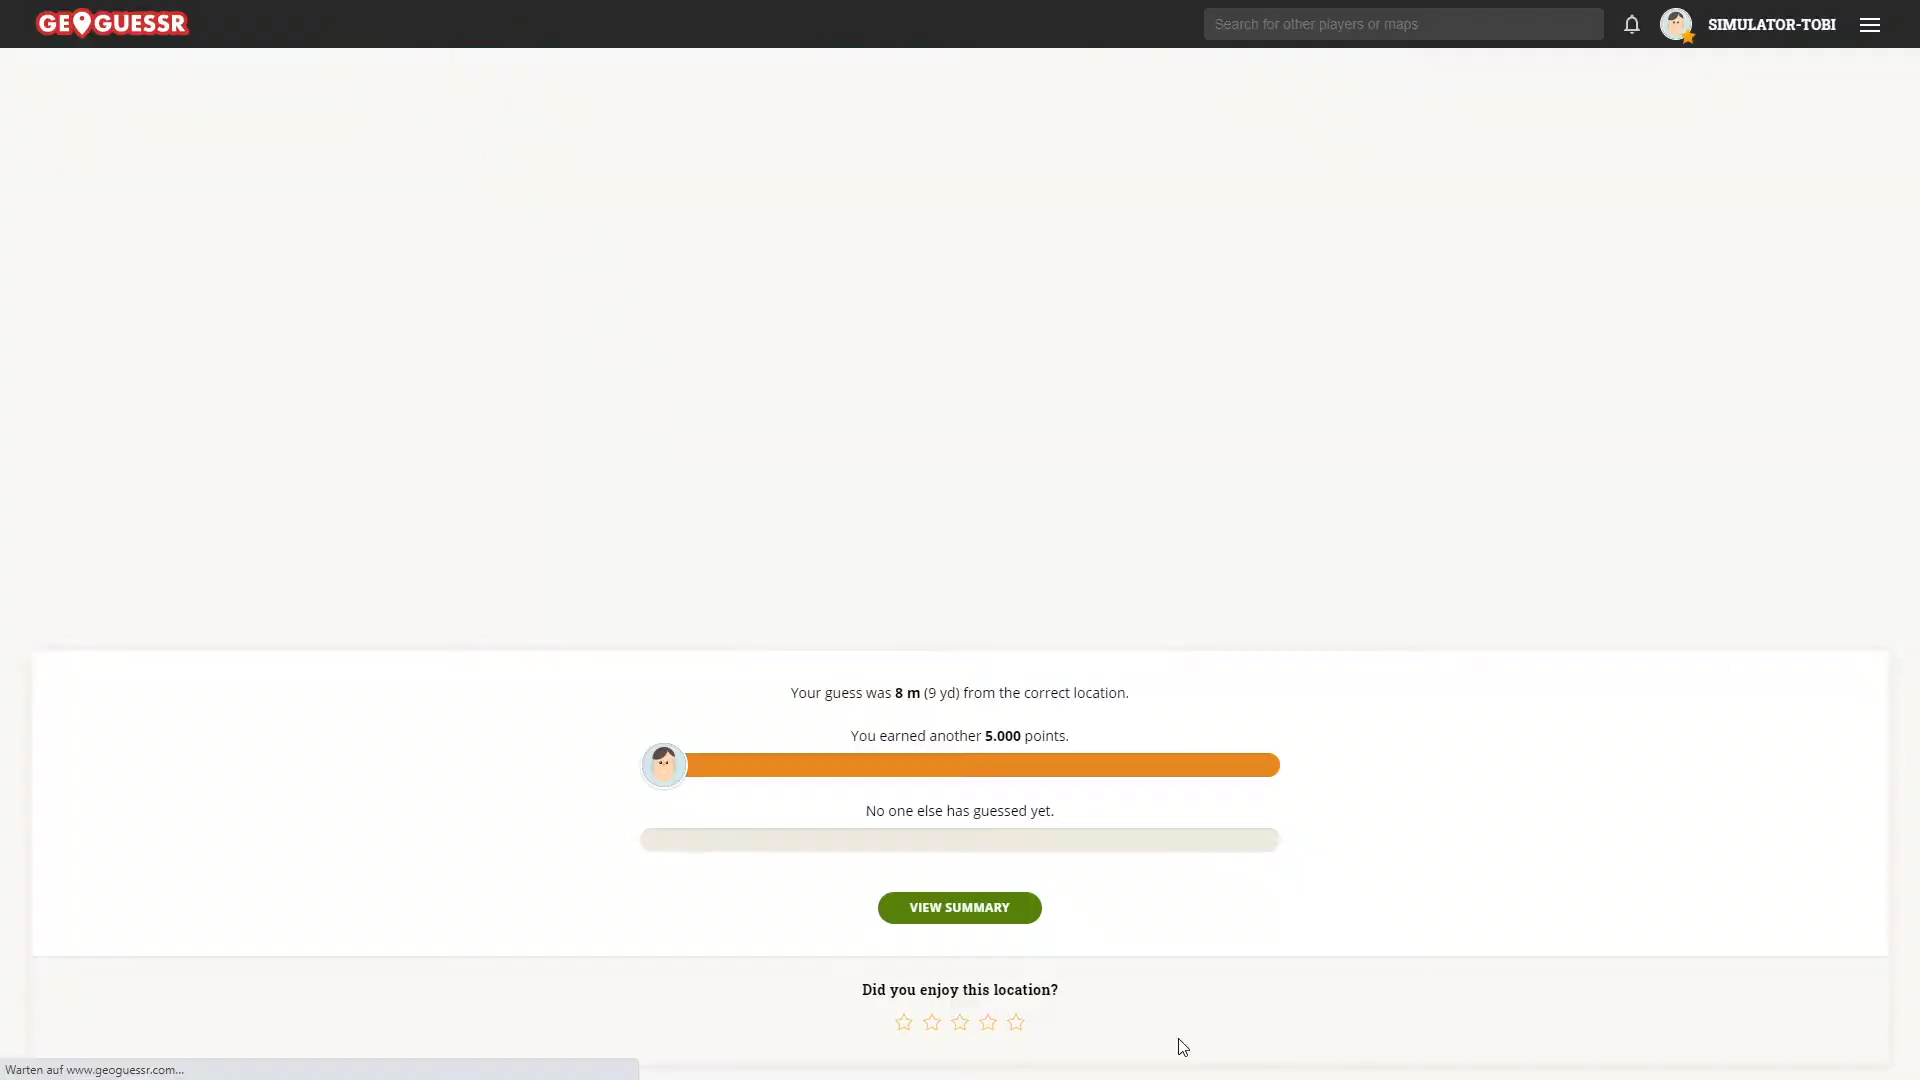 GEOGUESSR
Search for other players or maps
SIMULATOR-TOBI
Your guess was 8 m (9 yd) from the correct location.
You earned another 5.000 points.
No one else has guessed yet.
VIEW SUMMARY
Did you enjoy this location?
Warten auf www.geoguessr.com...